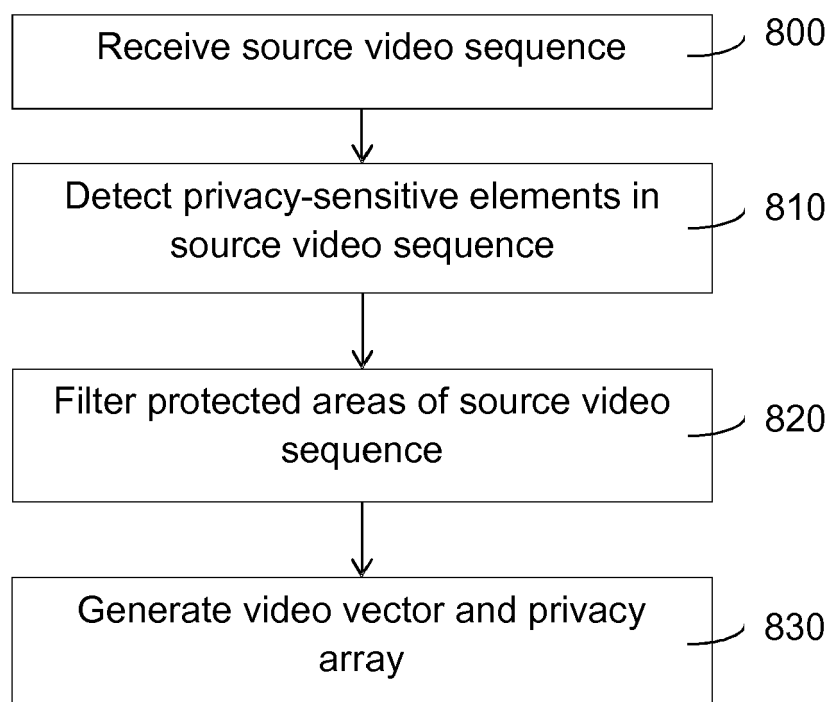 Receive source video sequence
800
Detect privacy-sensitive elements in
source video sequence
810
Filter protected areas of source video
sequence
820
Generate video vector and privacy
array
830